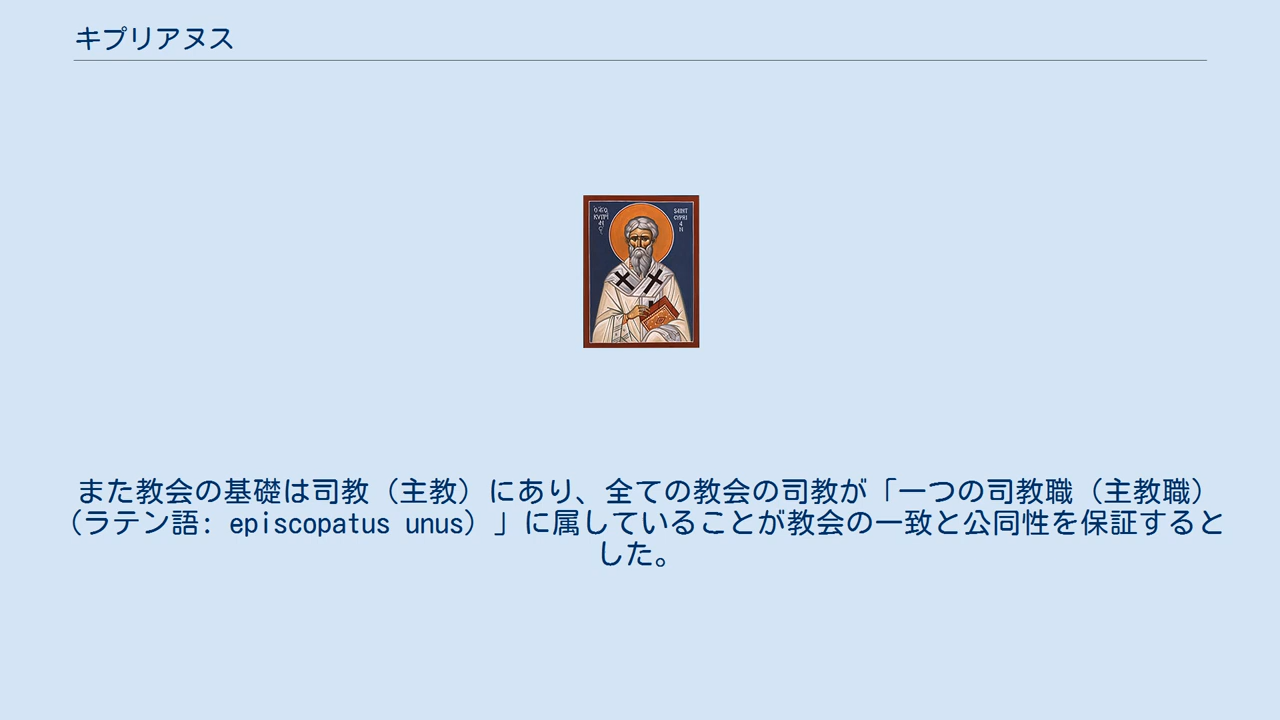 キプリアヌス
SAINT
CYPRI
A
N
また教会の基礎は司教（主教）にあり、全ての教会の司教が「一つの司教職（主教職）
（ラテン語: episcopatus unus）」に属していることが教会の一致と公同性を保証すると
した。